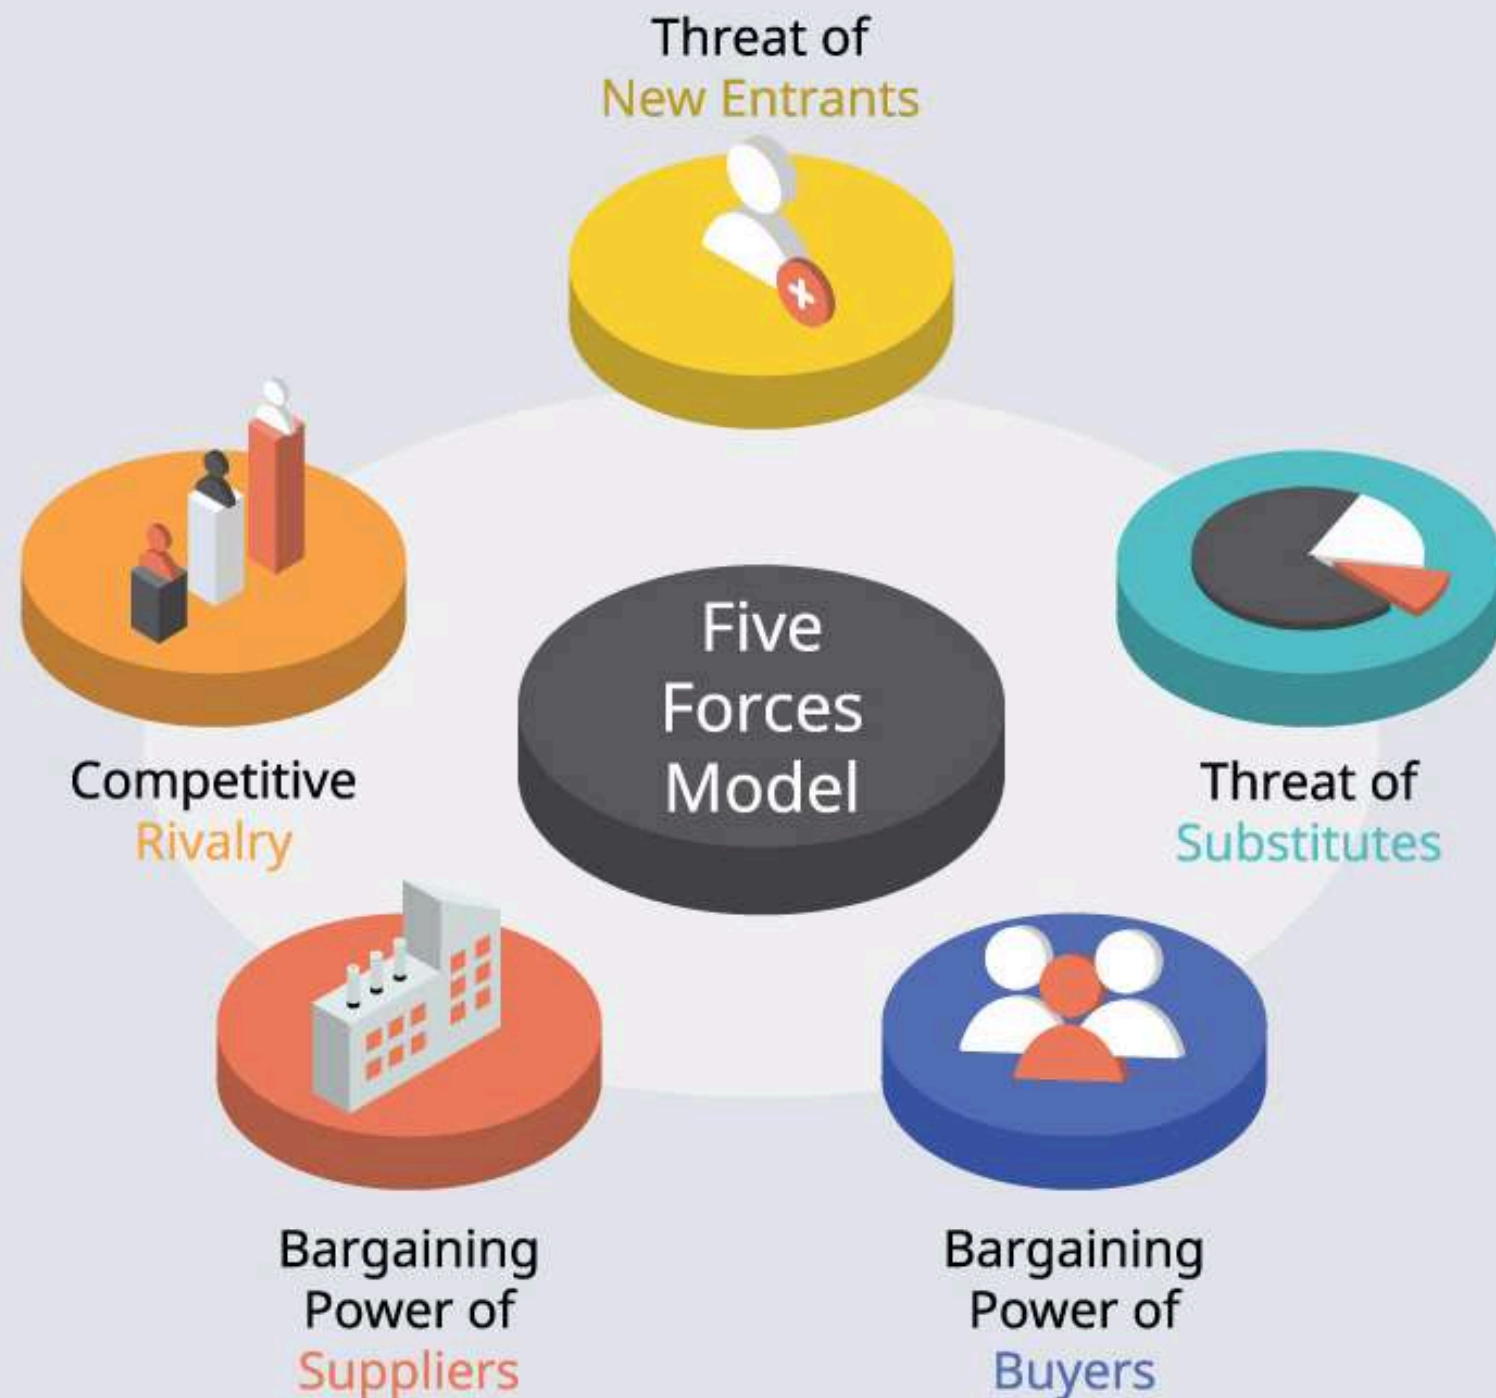 Threat of
New Entrants
Competitive
Rivalry
Five
Forces
Model
Threat of
Substitutes
Bargaining
Power of
Suppliers
Bargaining
Power of
Buyers